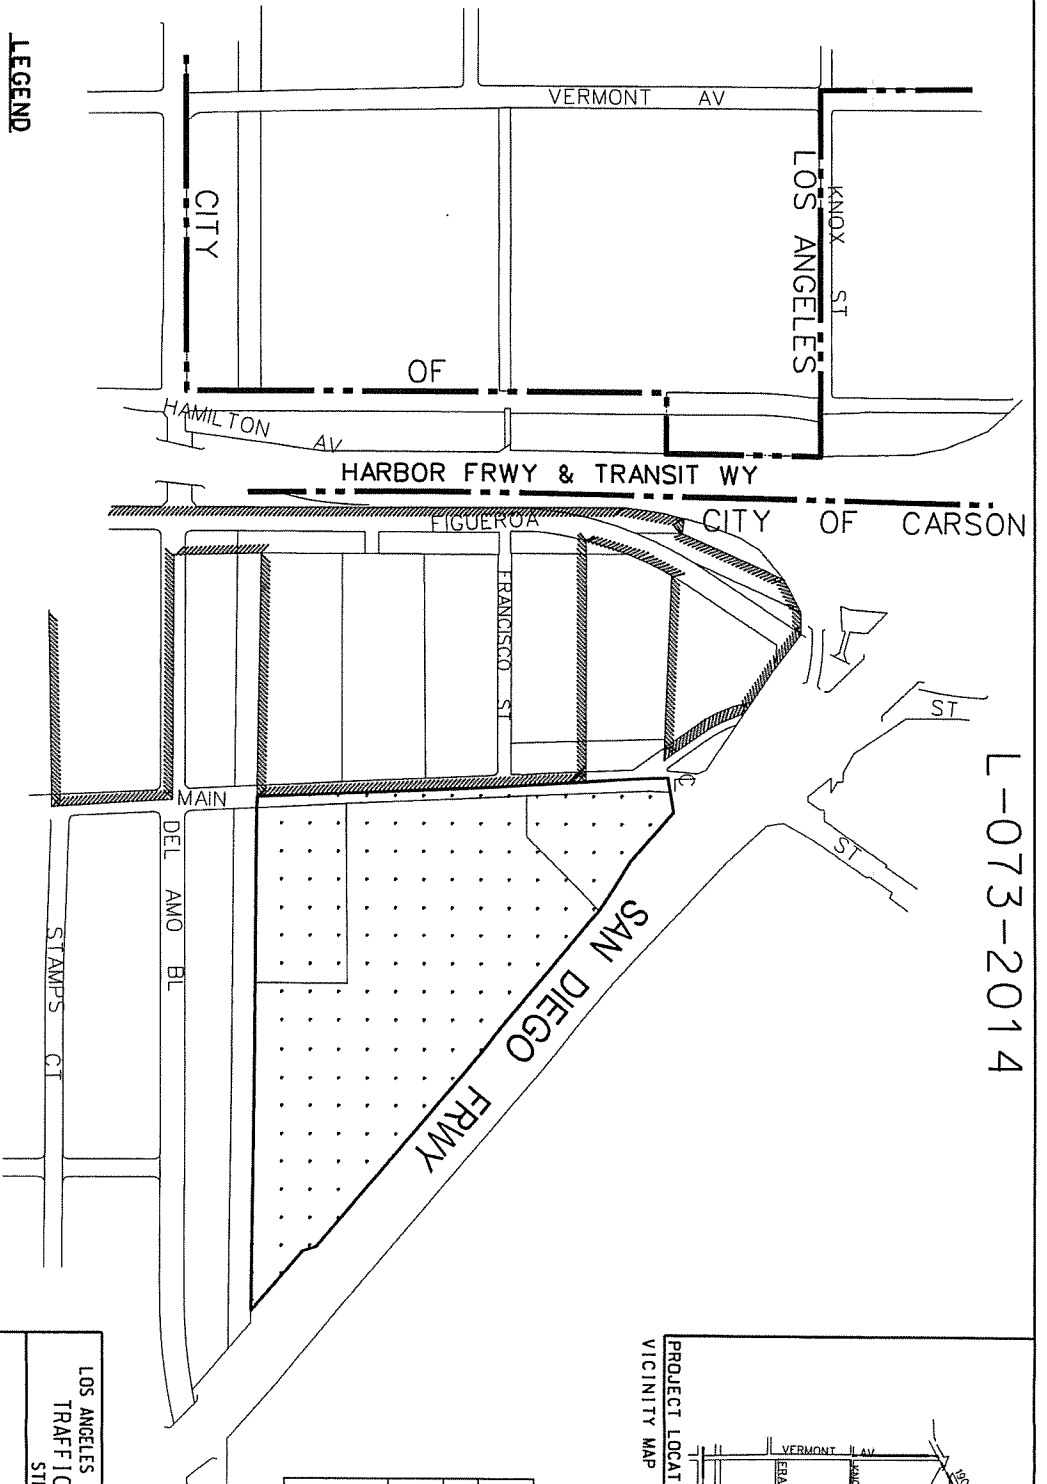 L-073-2014
VERMONT AV
KNOX ST
LOS ANGELES
CITY
OF
HAMILTON AV
HARBOR FRWY & TRANSIT WY
CITY OF CARSON
FIGUEROA
FRANCISCO ST
ST
ST
MAIN
DEL AMO BL
STAMPS CT
SAN DIEGO FRWY
LEGEND
PROJECT LOCAT
VICINITY MAP
VERMONT AV
FRA
LOS ANGELES
TRAFFIC